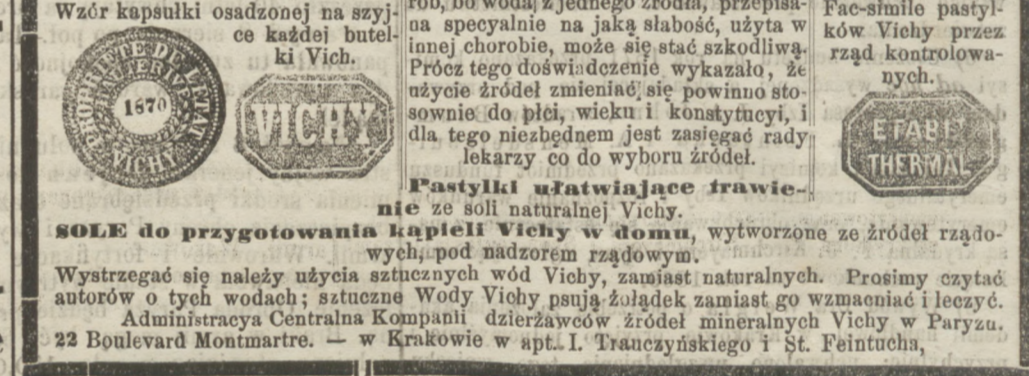 Wzór kapsułki osadzonej na szyj-
ce każdej butel-
ki Vich.
PROPRIETE DE L'ETAT
VICHY
1870
VICHY
rob, bo woda z jednego źródła, przepisa-
na specyalnie na jaką słabość, użyta w
innej chorobie, może się stać szkodliwą.
Prócz tego doświadczenie wykazało, że
użycie źródeł zmieniać się powinno sto-
sownie do płci, wieku i konstytucyi, i
dla tego niezbędnem jest zasięgać rady
lekarzy co do wyboru źródeł.
Fac-simile pastyl-
ków Vichy przez
rząd kontrolowa-
nych.
ETABT
THERMAL
Pastylki ułatwiające trawie-
nie ze soli naturalnej Vichy.
SOLE do przygotowania kąpieli Vichy w domu, wytworzone ze źródeł rządo-
wych, pod nadzorem rządowym.
Wystrzegać się należy użycia sztucznych wód Vichy, zamiast naturalnych. Prosimy czytać
autorów o tych wodach; sztuczne Wody Vichy psują żołądek zamiast go wzmacniać i leczyć.
Administracya Centralna Kompanii dzierżawców źródeł mineralnych Vichy w Paryzu.
22 Boulevard Montmartre. — w Krakowie w apt. I. Trauczyńskiego i St. Feintucha,